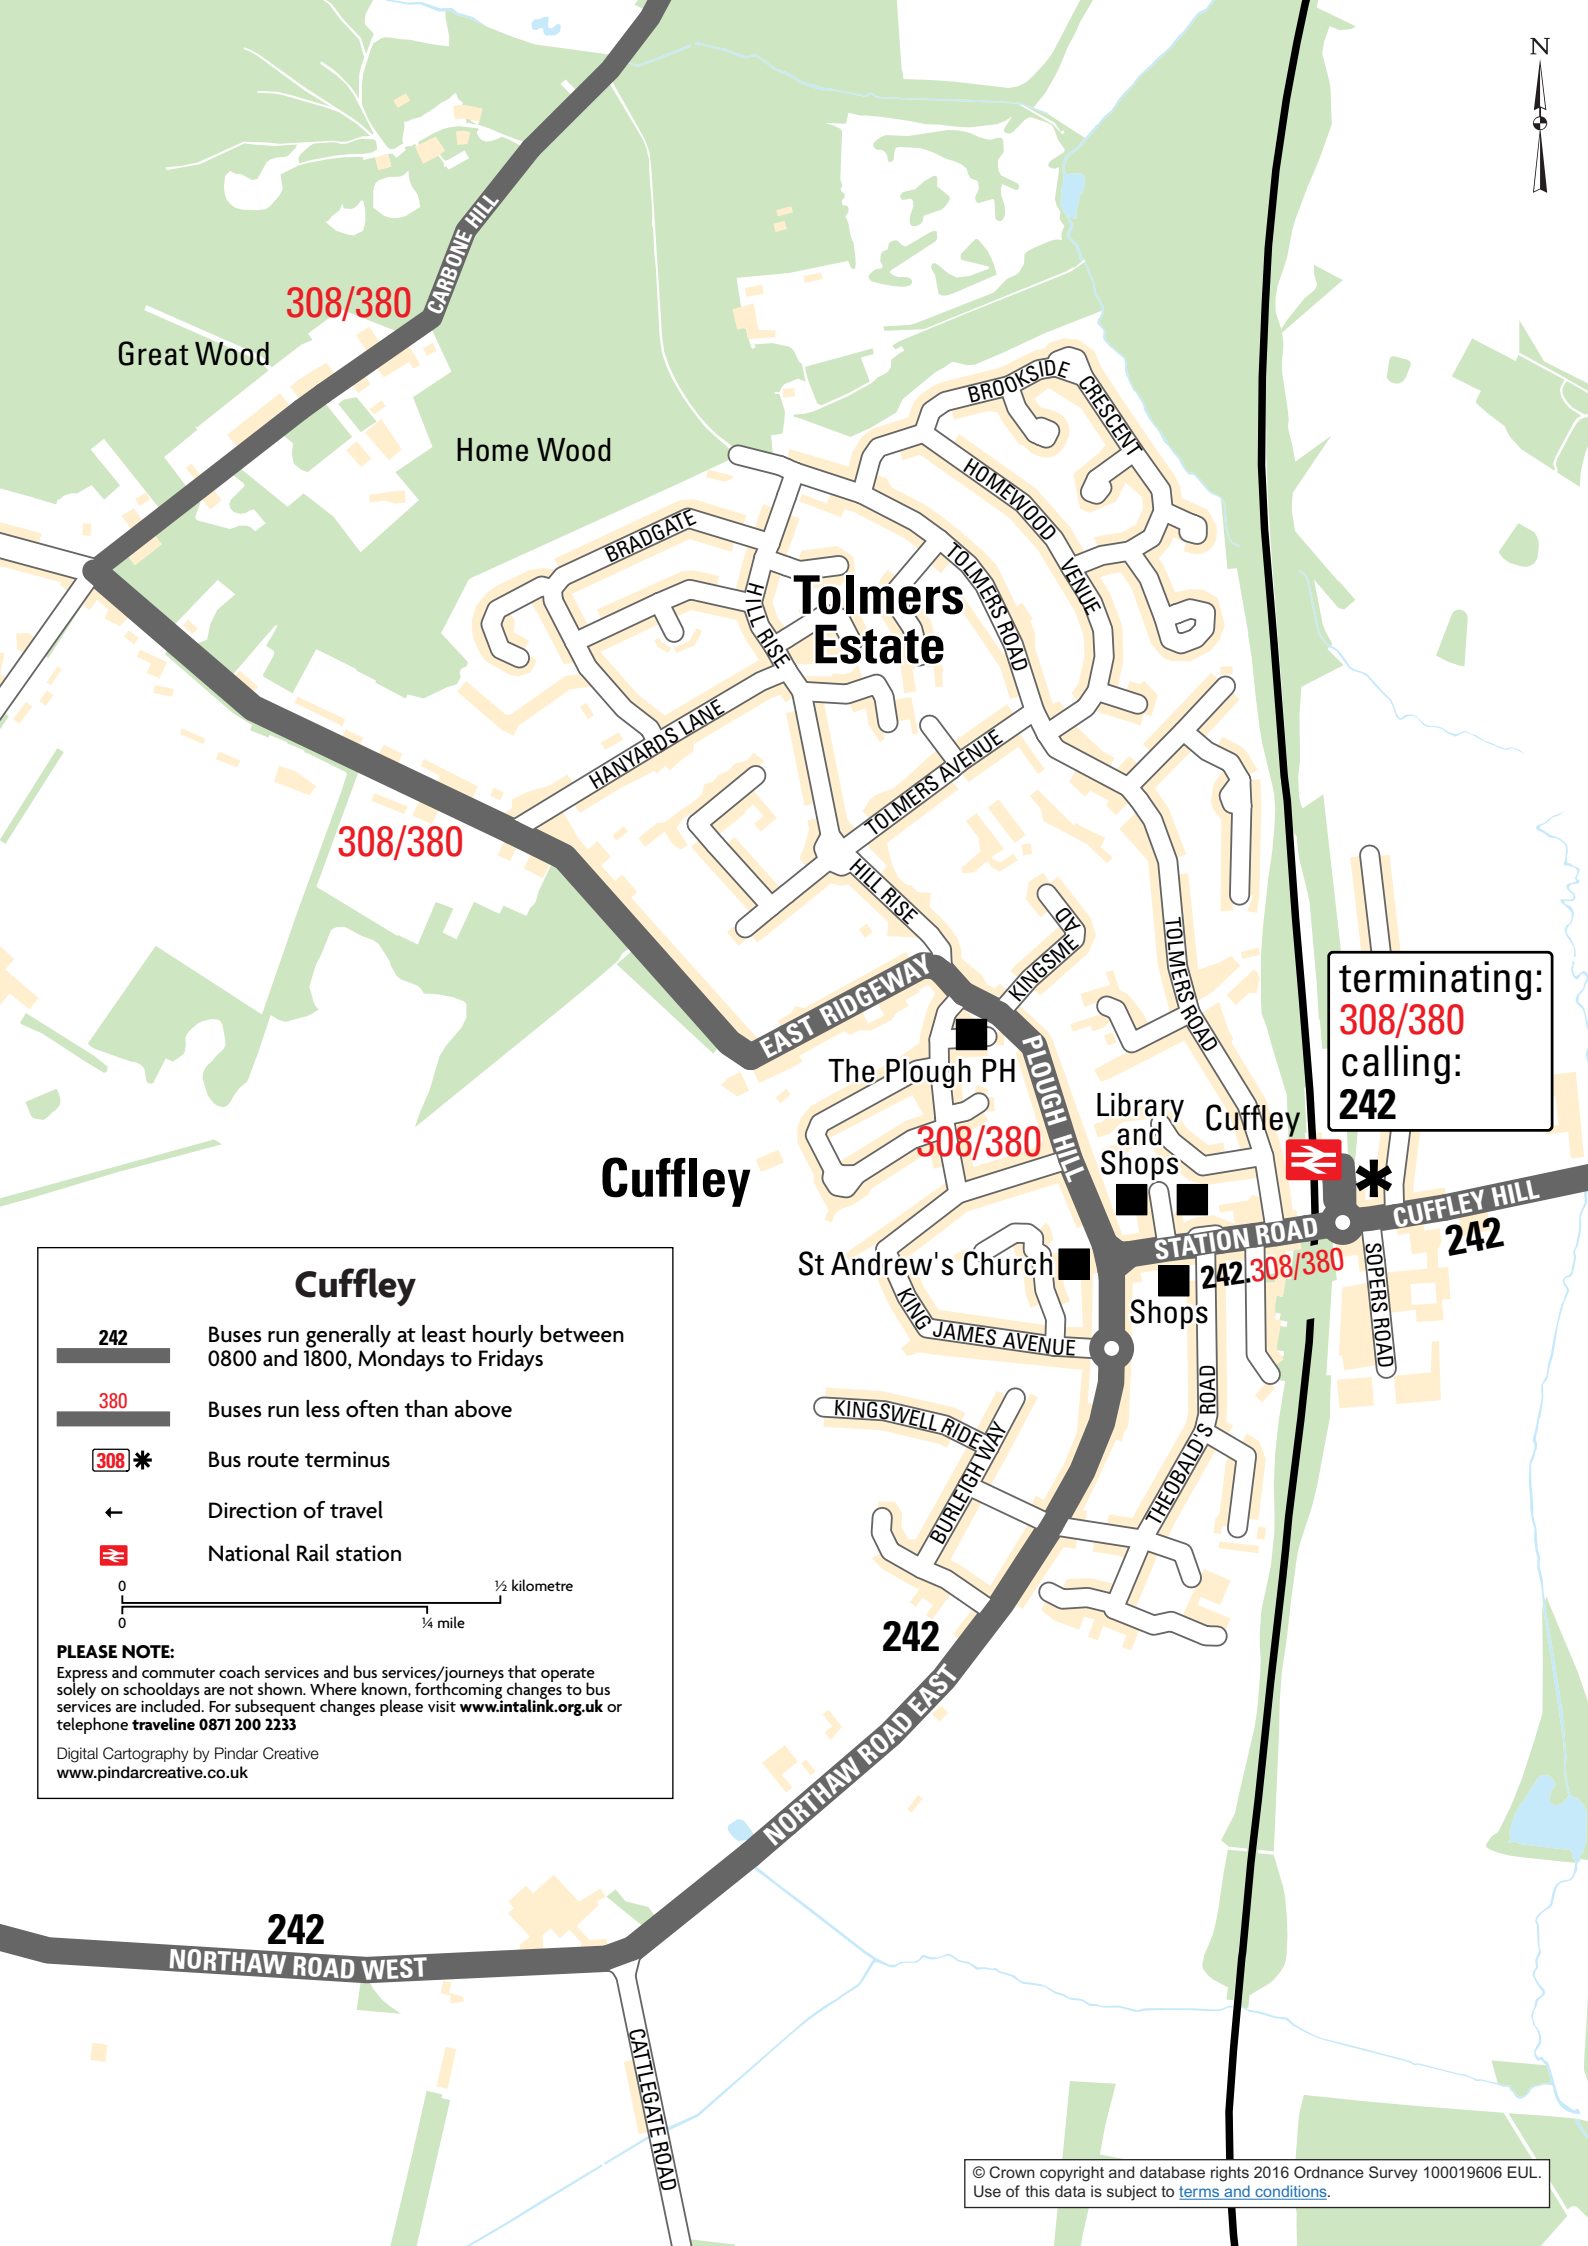 N
CARBONE HILL
308/380
Great Wood
Home Wood
BROOKSIDE
CRESCENT
HOMEWOOD
VENUE
BRADGATE
TOLMERS ROAD
HILL RISE
Tolmers
Estate
HANYARDS LANE
TOLMERS AVENUE
308/380
HILL RISE
KINGSME
AD
TOLMERS ROAD
EAST RIDGEWAY
terminating:
308/380
calling:
242
The Plough PH
PLOUGH HILL
Library
and
Shops
Cuffley
308/380
Cuffley
STATION ROAD
CUFFLEY HILL
242
242.308/380
St Andrew's Church
Shops
SOPERS ROAD
KING JAMES AVENUE
THEOBALD'S ROAD
KINGSWELL RIDE
BURLEIGH WAY
242
NORTHAW ROAD EAST
242
NORTHAW ROAD WEST
CATTLEGATE ROAD
Cuffley
242
Buses run generally at least hourly between
0800 and 1800, Mondays to Fridays
380
Buses run less often than above
308
Bus route terminus
Direction of travel
National Rail station
0 ½ kilometre
0 ¼ mile
PLEASE NOTE:
Express and commuter coach services and bus services/journeys that operate
solely on schooldays are not shown. Where known, forthcoming changes to bus
services are included. For subsequent changes please visit www.intalink.org.uk or
telephone traveline 0871 200 2233
Digital Cartography by Pindar Creative
www.pindarcreative.co.uk
© Crown copyright and database rights 2016 Ordnance Survey 100019606 EUL.
Use of this data is subject to terms and conditions.